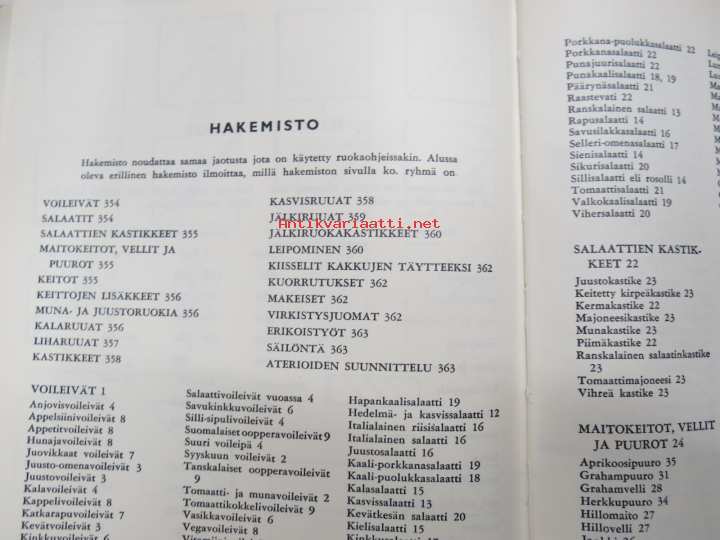 HAKEMISTO
Hakemisto noudattaa samaa jaotusta jota on käytetty ruokaohjeissakin. Alussa
oleva erillinen hakemisto ilmoittaa, millä hakemiston sivulla ko. ryhmä on
VOILEIVÄT 354
SALAATIT 354
SALAATTIEN KASTIKKEET 355
MAITOKEITOT, VELLIT JA
PUUROT 355
KEITOT 355
KEITTOJEN LISÄKKEET 356
MUNA- JA JUUSTORUOKIA 356
KALARUUAT 356
LIHARUUAT 357
KASTIKKEET 358
KASVISRUUAT 358
JÄLKIRUUAT 359
JÄLKIRUOKAKASTIKKEET 360
LEIPOMINEN 360
KIISSELIT KAKKUJEN TÄYTTEEKSI 362
KUORRUTUKSET 362
MAKEISET 362
VIRKISTYSJUOMAT 362
ERIKOISTYÖT 363
SÄILÖNTÄ 363
ATERIOIDEN SUUNNITTELU 363
Antikvariaatti.net
VOILEIVÄT 1
Anjovisvoileivät 4
Appelsiinivoileivät 8
Appetitvoileivät 8
Hunajavoileivät 8
Juovikkaat voileivät 7
Juusto-omenavoileivät 3
Juustovoileivät 3
Kalavoileivät 4
Kappelivoileivät 8
Katkarapuvoileivät 7
Kevätvoileivät 3
Kinkkuvoileivät 6
Salaattivoileivät vuoassa 4
Savukinkkuvoileivät 6
Silli-sipulivoileivät 4
Suomalaiset oopperavoileivät 9
Suuri voileipä 4
Syyskuun voileivät 2
Tanskalaiset oopperavoileivät
9
Tomaatti- ja munavoileivät 2
Tomaattikokkelivoileivät 5
Vasikkavoileivät 6
Vegavoileivät 8
Hapankaalisalaatti 19
Hedelmä- ja kasvissalaatti 12
Italialainen riisisalaatti 16
Italialainen salaatti 16
Juustosalaatti 16
Kaali-porkkanasalaatti 19
Kaali-puolukkasalaatti 18
Kalasalaatti 15
Kasvissalaatti 13
Kevätkesän salaatti 20
Kielisalaatti 15
Kinkkusalaatti 15
Porkkana-puolukkasalaatti 22
Porkkanasalaatti 22
Punajuurisalaatti 22
Punakaalisalaatti 18, 19
Päärynäsalaatti 21
Raastevati 22
Ranskalainen salaatti 13
Rapusalaatti 14
Savusilakkasalaatti 16
Selleri-omenasalaatti 21
Sienisalaatti 14
Sikurisalaatti 20
Sillisalaatti eli rosolli 14
Tomaattisalaatti 21
Valkokaalisalaatti 19
Vihersalaatti 20
SALAATTIEN KASTIK-
KEET 22
Juustokastike 23
Keitetty kirpeäkastike 23
Kermakastike 22
Majoneesikastike 23
Munakastike 23
Piimäkastike 22
Ranskalainen salaatinkastike
23
Tomaattimajoneesi 23
Vihreä kastike 23
MAITOKEITOT, VELLIT
JA PUUROT 24
Aprikoosipuuro 35
Grahampuuro 31
Grahamvelli 28
Herkkupuuro 34
Hillomaito 27
Hillovelli 27